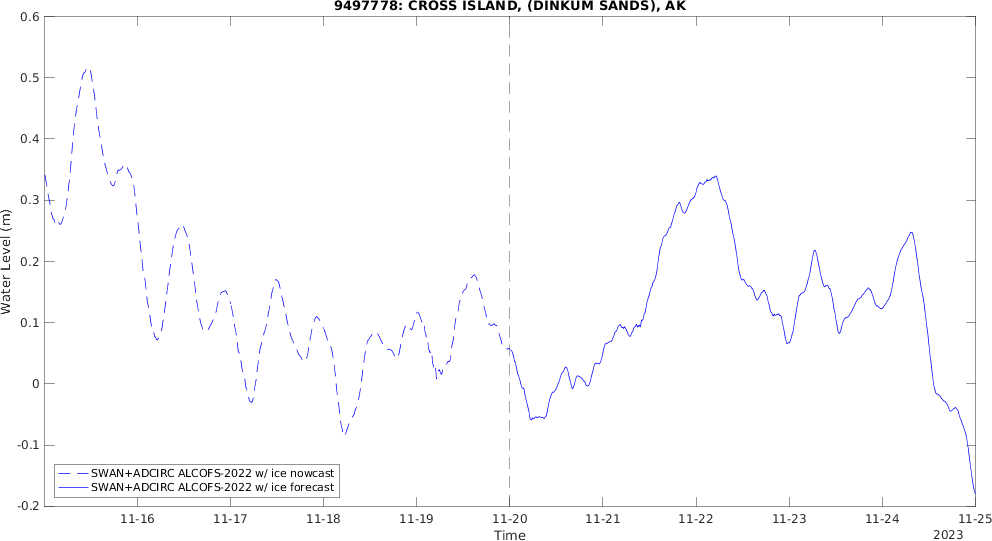 9497778: CROSS ISLAND, (DINKUM SANDS), AK
0.6
0.5
0.4
0.3
0.2
0.1
0
-0.1
-0.2
Water Level (m)
SWAN+ADCIRC ALCOFS-2022 w/ ice nowcast
SWAN+ADCIRC ALCOFS-2022 w/ ice forecast
11-16 11-17 11-18 11-19 11-20 11-21 11-22 11-23 11-24 11-25
Time
2023